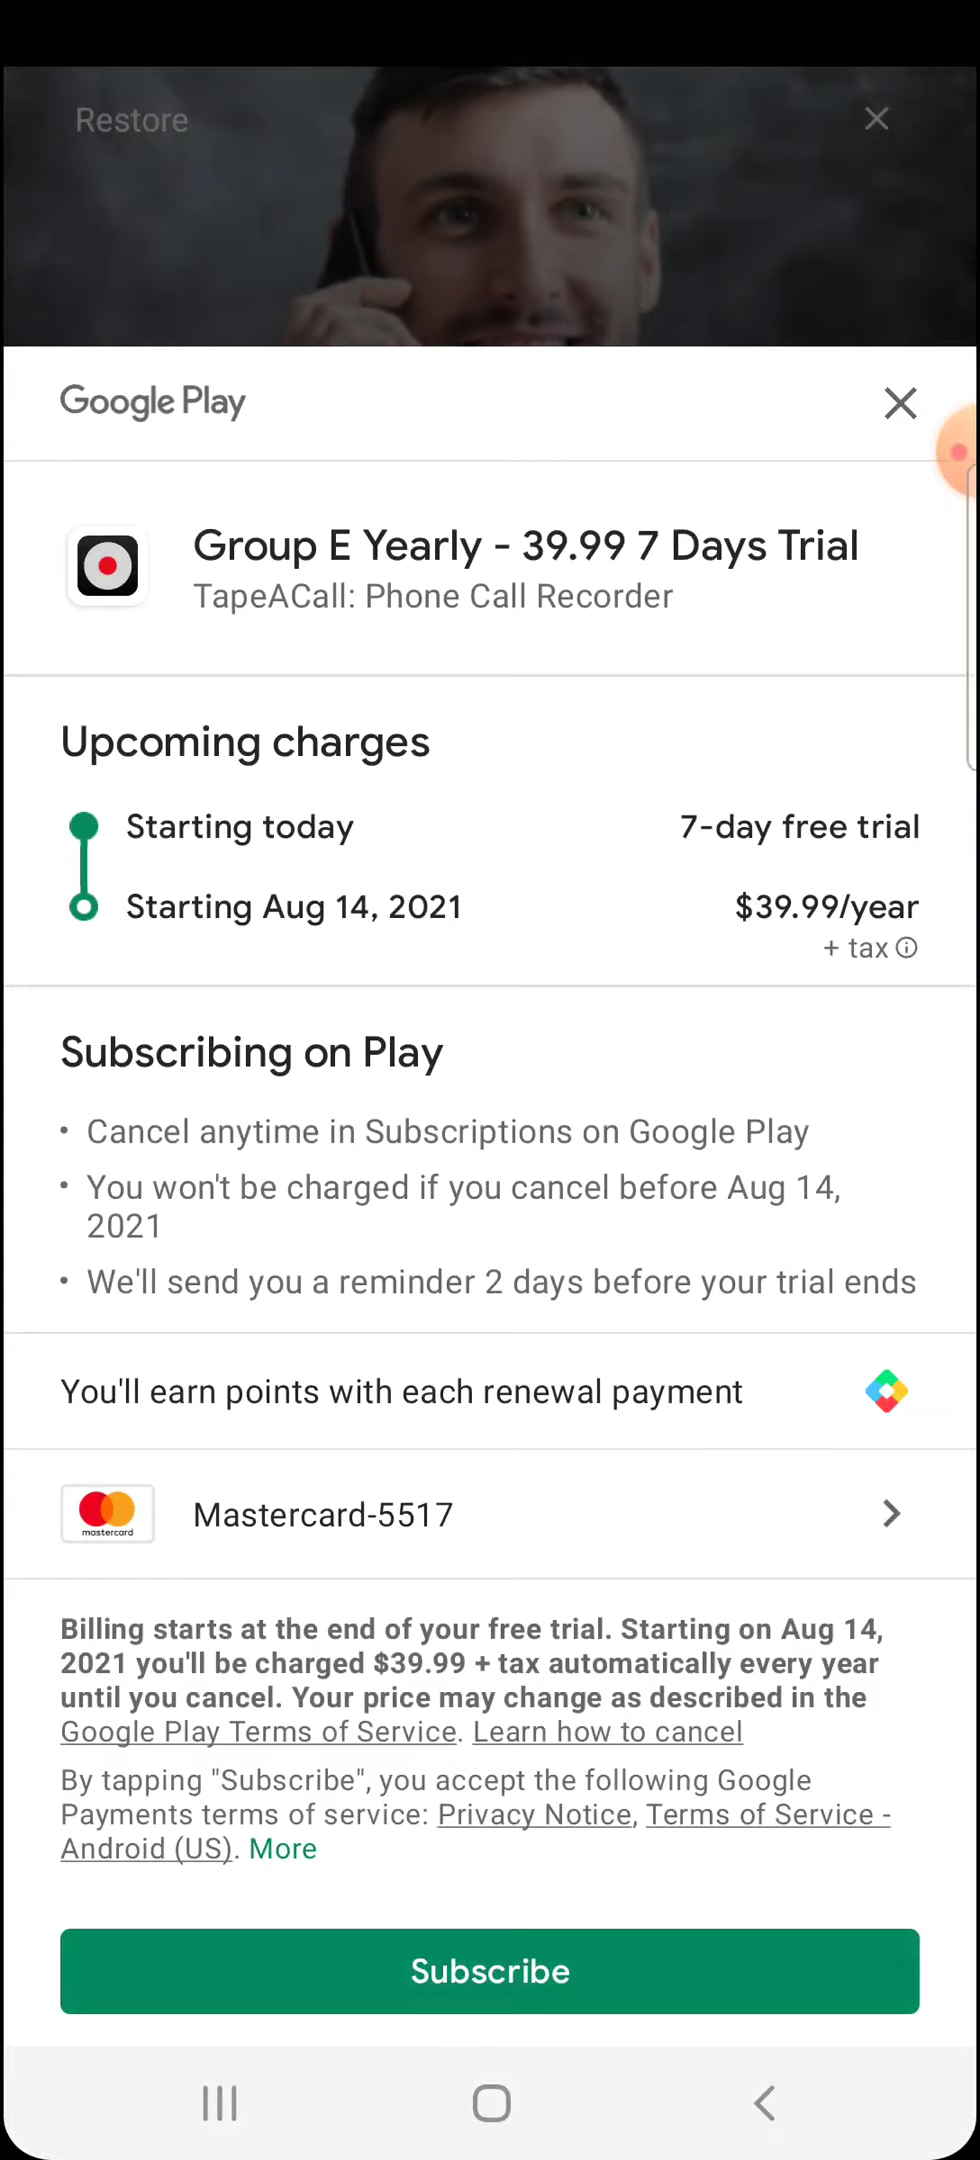 Restore
Google Play
Group E Yearly - 39.99 7 Days Trial
TapeACall: Phone Call Recorder
Upcoming charges
Starting today 7-day free trial
Starting Aug 14, 2021 $39.99/year
+ tax
Subscribing on Play
• Cancel anytime in Subscriptions on Google Play
• You won't be charged if you cancel before Aug 14,
2021
• We'll send you a reminder 2 days before your trial ends
You'll earn points with each renewal payment
mastercard
Mastercard-5517
Billing starts at the end of your free trial. Starting on Aug 14,
2021 you'll be charged $39.99 + tax automatically every year
until you cancel. Your price may change as described in the
Google Play Terms of Service. Learn how to cancel
By tapping "Subscribe", you accept the following Google
Payments terms of service: Privacy Notice, Terms of Service -
Android (US). More
Subscribe